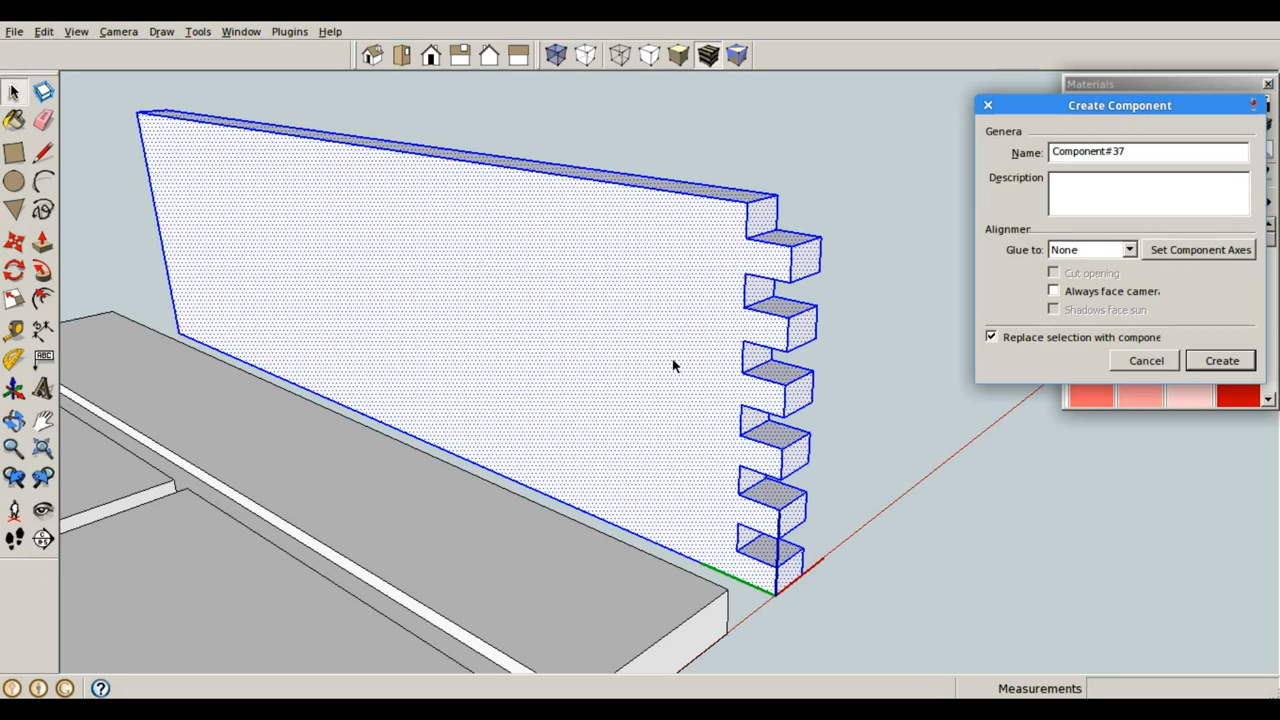 File Edit View Camera Draw Tools Window Plugins Help
Materials
Create Component
Genera
Name: Component#37
Description
Alignmer
Glue to: None Set Component Axes
Cut opening
Always face camer
Shadows face sun
Replace selection with compone
Cancel Create
ABC
Measurements